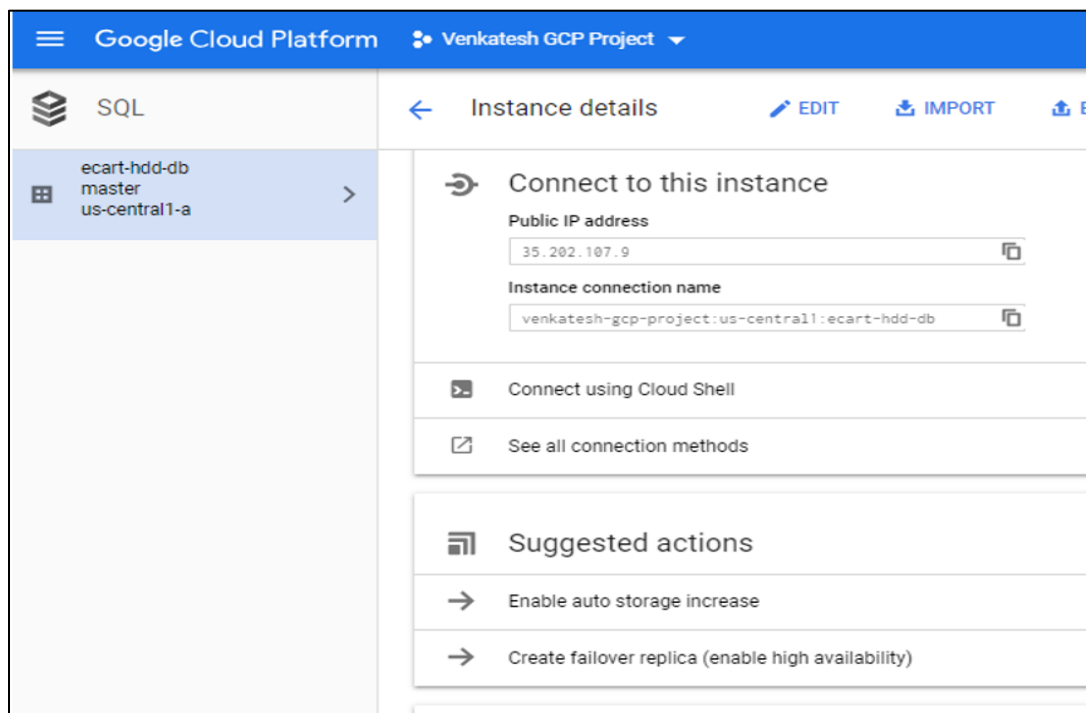 Google Cloud Platform
Venkatesh GCP Project
SQL
Instance details
EDIT
IMPORT
ecart-hdd-db
master
us-central1-a
Connect to this instance
Public IP address
35.202.107.9
Instance connection name
venkatesh-gcp-project:us-central1:ecart-hdd-db
Connect using Cloud Shell
See all connection methods
Suggested actions
Enable auto storage increase
Create failover replica (enable high availability)